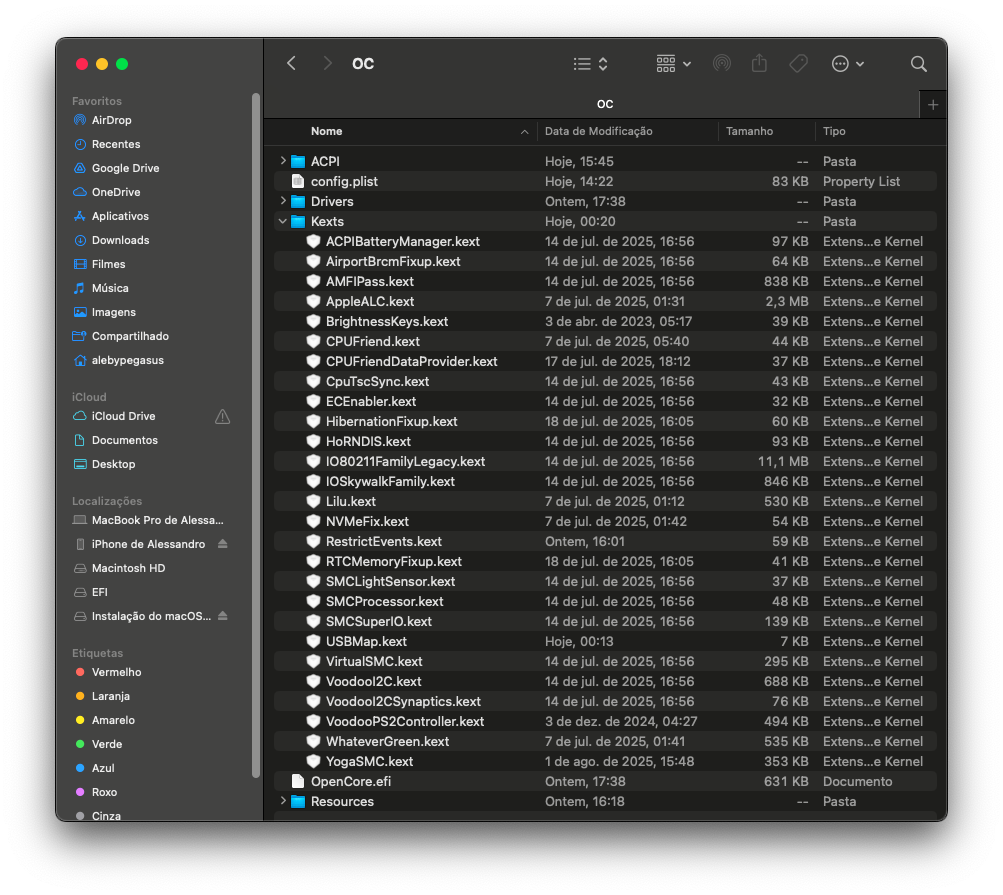 OC
OC
Favoritos
AirDrop
Recentes
Google Drive
OneDrive
Aplicativos
Downloads
Filmes
Música
Imagens
Compartilhado
alebypegasus
iCloud
iCloud Drive
Documentos
Desktop
Localizações
MacBook Pro de Alessa...
iPhone de Alessandro
Macintosh HD
EFI
Instalação do macOS...
Etiquetas
Vermelho
Laranja
Amarelo
Verde
Azul
Roxo
Cinza
Nome Data de Modificação Tamanho Tipo
ACPI Hoje, 15:45 -- Pasta
config.plist Hoje, 14:22 83 KB Property List
Drivers Ontem, 17:38 -- Pasta
Kexts Hoje, 00:20 -- Pasta
ACPIBatteryManager.kext 14 de jul. de 2025, 16:56 97 KB Extens...e Kernel
AirportBrcmFixup.kext 14 de jul. de 2025, 16:56 64 KB Extens...e Kernel
AMFIPass.kext 14 de jul. de 2025, 16:56 838 KB Extens...e Kernel
AppleALC.kext 7 de jul. de 2025, 01:31 2,3 MB Extens...e Kernel
BrightnessKeys.kext 3 de abr. de 2023, 05:17 39 KB Extens...e Kernel
CPUFriend.kext 7 de jul. de 2025, 05:40 44 KB Extens...e Kernel
CPUFriendDataProvider.kext 17 de jul. de 2025, 18:12 37 KB Extens...e Kernel
CpuTscSync.kext 14 de jul. de 2025, 16:56 43 KB Extens...e Kernel
ECEnabler.kext 14 de jul. de 2025, 16:56 32 KB Extens...e Kernel
HibernationFixup.kext 18 de jul. de 2025, 16:05 60 KB Extens...e Kernel
HoRNDIS.kext 14 de jul. de 2025, 16:56 93 KB Extens...e Kernel
IO80211FamilyLegacy.kext 14 de jul. de 2025, 16:56 11,1 MB Extens...e Kernel
IOSkywalkFamily.kext 14 de jul. de 2025, 16:56 846 KB Extens...e Kernel
Lilu.kext 7 de jul. de 2025, 01:12 530 KB Extens...e Kernel
NVMeFix.kext 7 de jul. de 2025, 01:42 54 KB Extens...e Kernel
RestrictEvents.kext Ontem, 16:01 59 KB Extens...e Kernel
RTCMemoryFixup.kext 18 de jul. de 2025, 16:05 41 KB Extens...e Kernel
SMCLightSensor.kext 14 de jul. de 2025, 16:56 37 KB Extens...e Kernel
SMCProcessor.kext 14 de jul. de 2025, 16:56 48 KB Extens...e Kernel
SMCSuperIO.kext 14 de jul. de 2025, 16:56 139 KB Extens...e Kernel
USBMap.kext Hoje, 00:13 7 KB Extens...e Kernel
VirtualSMC.kext 14 de jul. de 2025, 16:56 295 KB Extens...e Kernel
VoodooI2C.kext 14 de jul. de 2025, 16:56 688 KB Extens...e Kernel
VoodooI2CSynaptics.kext 14 de jul. de 2025, 16:56 76 KB Extens...e Kernel
VoodooPS2Controller.kext 3 de dez. de 2024, 04:27 494 KB Extens...e Kernel
WhateverGreen.kext 7 de jul. de 2025, 01:41 535 KB Extens...e Kernel
YogaSMC.kext 1 de ago. de 2025, 15:48 353 KB Extens...e Kernel
OpenCore.efi Ontem, 17:38 631 KB Documento
Resources Ontem, 16:18 -- Pasta